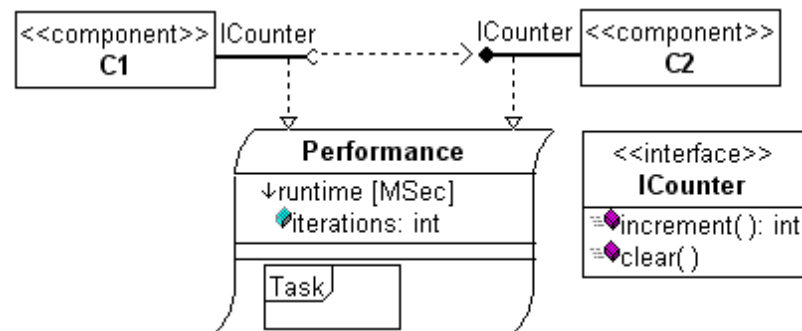 <<component>> ICounter ICounter <<component>>
C1 C2
Performance
runtime [MSec]
iterations: int
Task
<<interface>>
ICounter
increment(): int
clear()